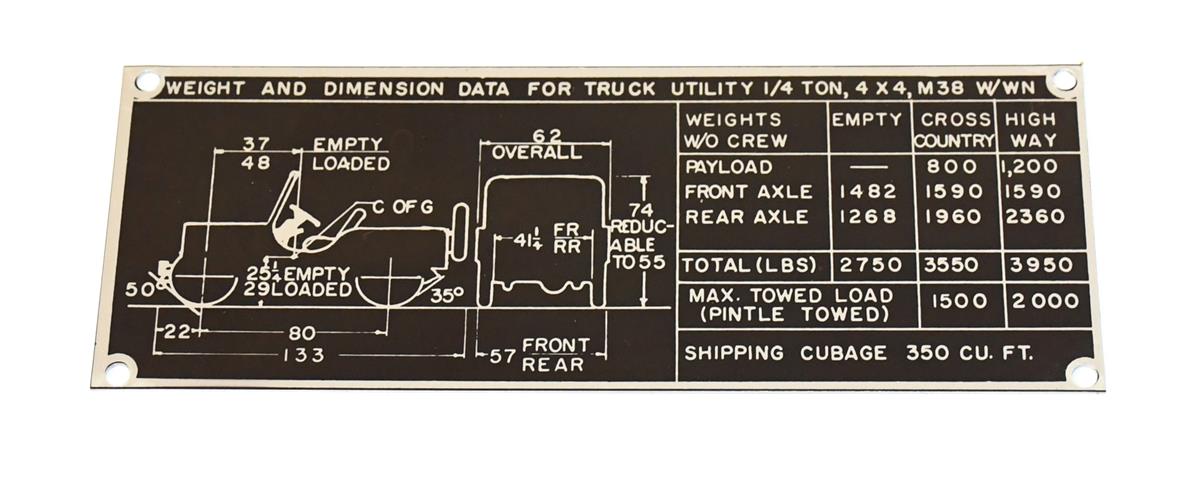 WEIGHT AND DIMENSION DATA FOR TRUCK UTILITY 1/4 TON, 4 X 4, M38 W/WN
37 EMPTY
48 LOADED
C OF G
25 1/4 EMPTY
29 LOADED
50°
35°
22
80
133
62
OVERALL
41 1/4 FR
RR
74
REDUC-
ABLE
TO 55
57 FRONT
REAR
WEIGHTS EMPTY CROSS HIGH
W/O CREW COUNTRY WAY
PAYLOAD — 800 1,200
FRONT AXLE 1482 1590 1590
REAR AXLE 1268 1960 2360
TOTAL (LBS) 2750 3550 3950
MAX. TOWED LOAD 1500 2000
(PINTLE TOWED)
SHIPPING CUBAGE 350 CU. FT.